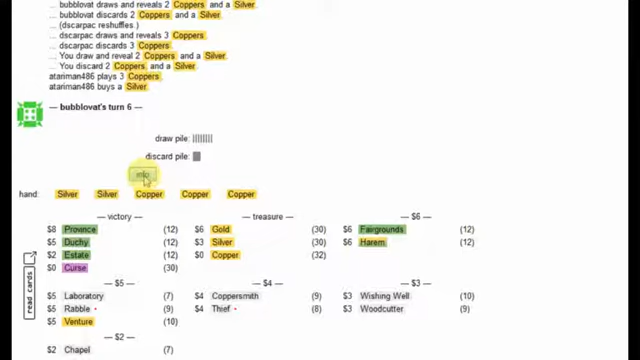 ... bubblovat draws and reveals 2 Coppers and a Silver.
... bubblovat discards 2 Coppers and a Silver.
... (dscarpac reshuffles.)
... dscarpac draws and reveals 3 Coppers.
... dscarpac discards 3 Coppers.
... You draw and reveal 2 Coppers and a Silver.
... You discard 2 Coppers and a Silver.
atariman486 plays 3 Coppers.
atariman486 buys a Silver.
— bubblovat's turn 6 —
draw pile:
discard pile:
info
hand: Silver Silver Copper Copper Copper
— victory — — treasure — — $6 —
$8 Province (12) $6 Gold (30) $6 Fairgrounds (12)
$5 Duchy (12) $3 Silver (30) $6 Harem (12)
$2 Estate (12) $0 Copper (32)
$0 Curse (30)
read cards
— $5 — — $4 — — $3 —
$5 Laboratory (7) $4 Coppersmith (9) $3 Wishing Well (10)
$5 Rabble (9) $4 Thief (8) $3 Woodcutter (9)
$5 Venture (10)
— $2 —
$2 Chapel (7)